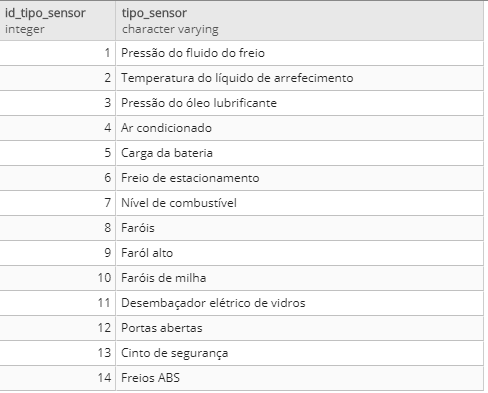 id_tipo_sensor tipo_sensor
integer character varying
1 Pressão do fluido do freio
2 Temperatura do líquido de arrefecimento
3 Pressão do óleo lubrificante
4 Ar condicionado
5 Carga da bateria
6 Freio de estacionamento
7 Nível de combustível
8 Faróis
9 Faról alto
10 Faróis de milha
11 Desembaçador elétrico de vidros
12 Portas abertas
13 Cinto de segurança
14 Freios ABS